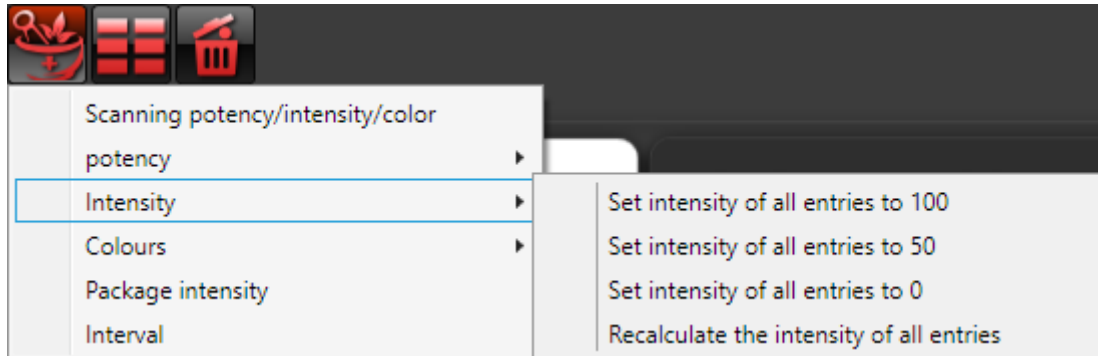 Scanning potency/intensity/color
potency
Intensity
Colours
Package intensity
Interval
Set intensity of all entries to 100
Set intensity of all entries to 50
Set intensity of all entries to 0
Recalculate the intensity of all entries